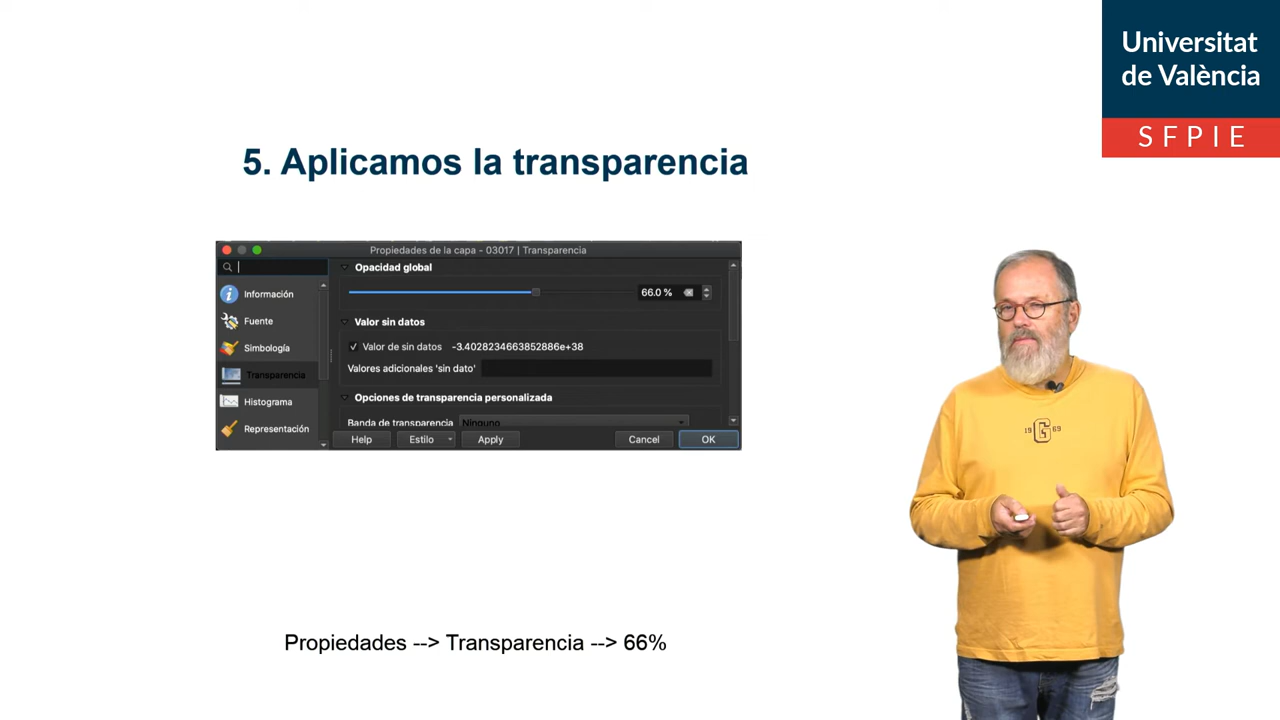 Universitat
de València
SFPIE
5. Aplicamos la transparencia
Propiedades de la capa - 03017 | Transparencia
Información
Fuente
Simbología
Transparencia
Histograma
Representación
Opacidad global
66.0 %
Valor sin datos
Valor de sin datos -3.4028234663852886e+38
Valores adicionales 'sin dato'
Opciones de transparencia personalizada
Banda de transparencia Ninguno
Help Estilo Apply Cancel OK
19 G 69
Propiedades --> Transparencia --> 66%